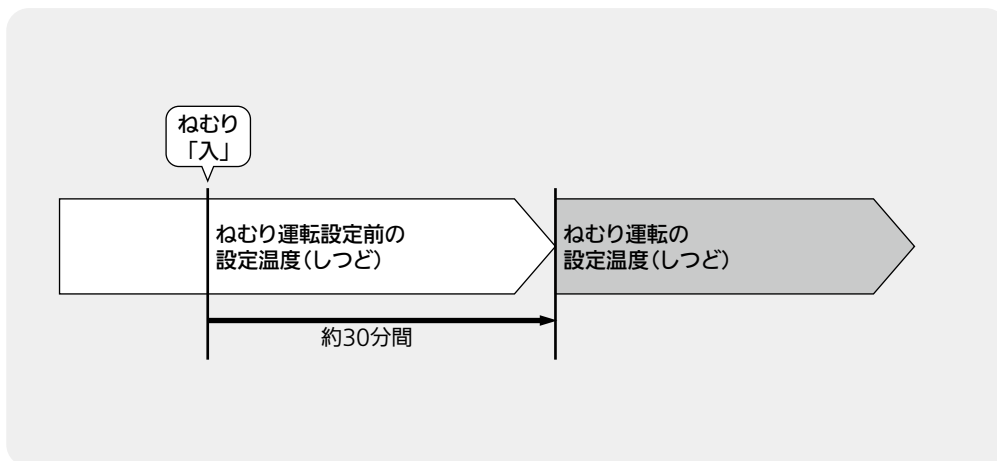 ねむり
「入」
ねむり運転設定前の
設定温度(しつど)
ねむり運転の
設定温度(しつど)
約30分間